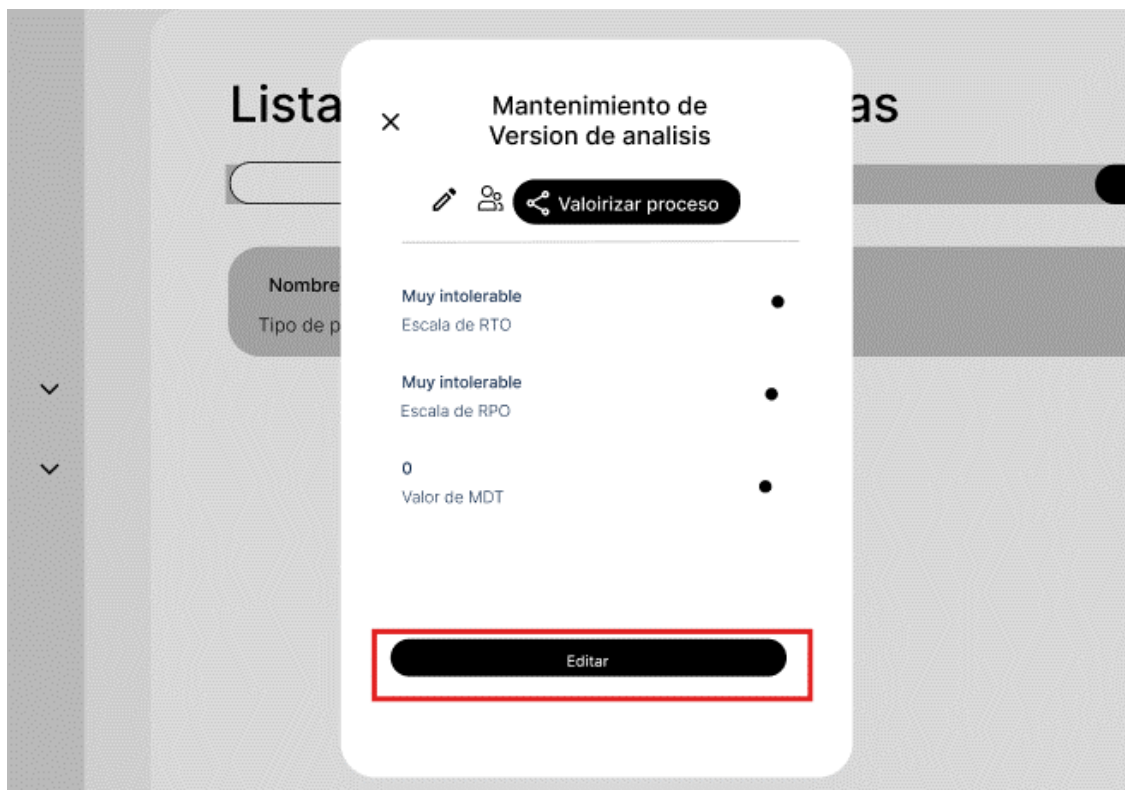 Lista
as
Mantenimiento de
Version de analisis
Valoirizar proceso
Nombre
Tipo de p
Muy intolerable
Escala de RTO
Muy intolerable
Escala de RPO
0
Valor de MDT
Editar